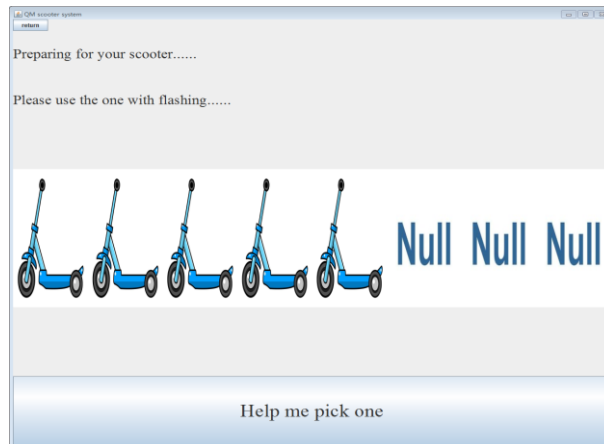 QM scooter system
return
Preparing for your scooter......
Please use the one with flashing......
Null Null Null
Help me pick one